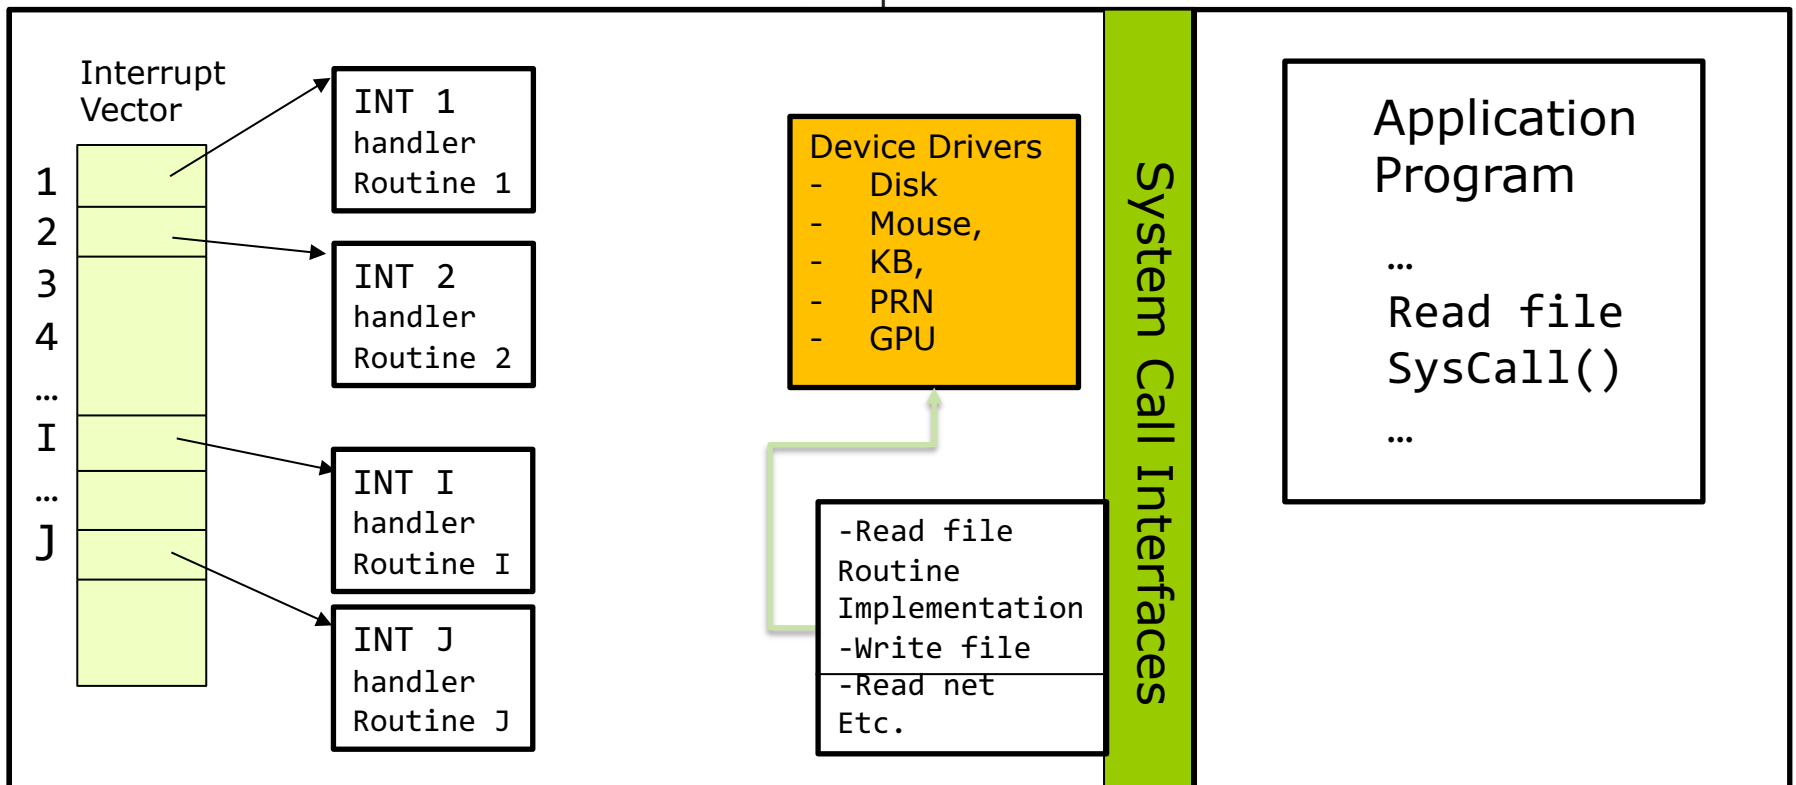 Interrupt
Vector
1
2
3
4
…
I
…
J
INT 1
handler
Routine 1
INT 2
handler
Routine 2
INT I
handler
Routine I
INT J
handler
Routine J
Device Drivers
- Disk
- Mouse,
- KB,
- PRN
- GPU
-Read file
Routine
Implementation
-Write file
-Read net
Etc.
System Call Interfaces
Application
Program
…
Read file
SysCall()
…